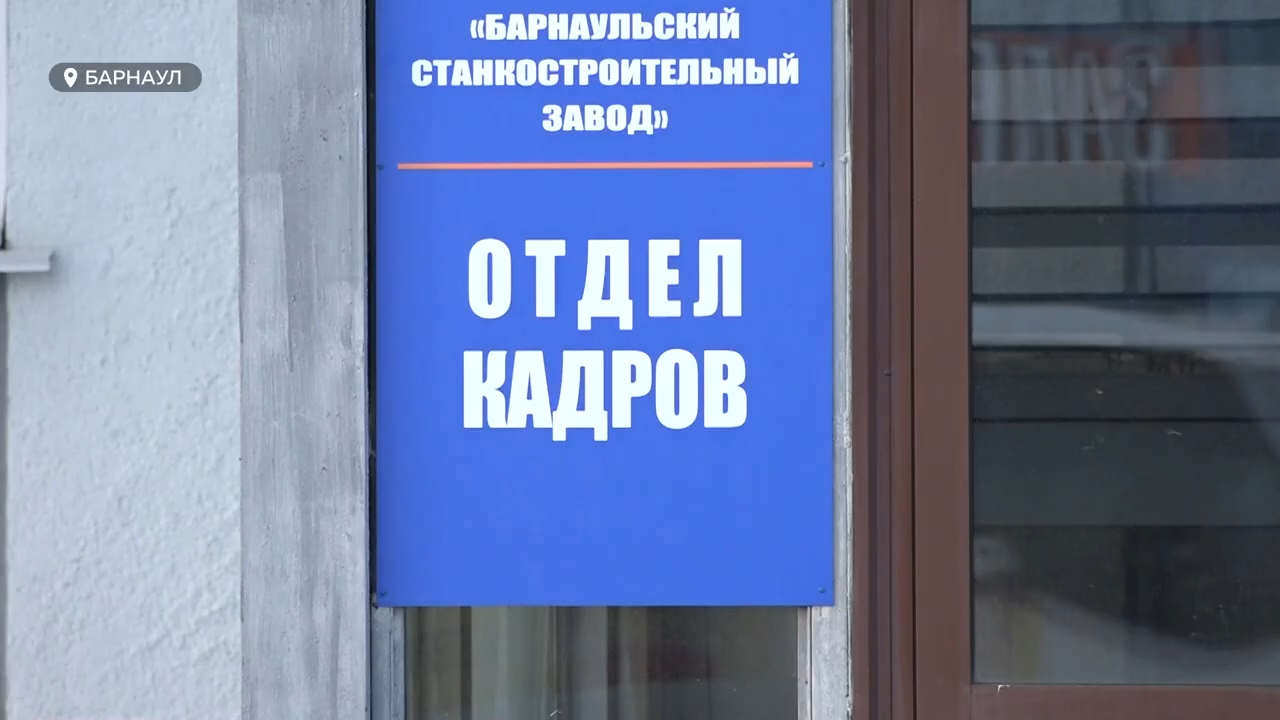 БАРНАУЛ
«БАРНАУЛЬСКИЙ
СТАНКОСТРОИТЕЛЬНЫЙ
ЗАВОД»
ОТДЕЛ
КАДРОВ